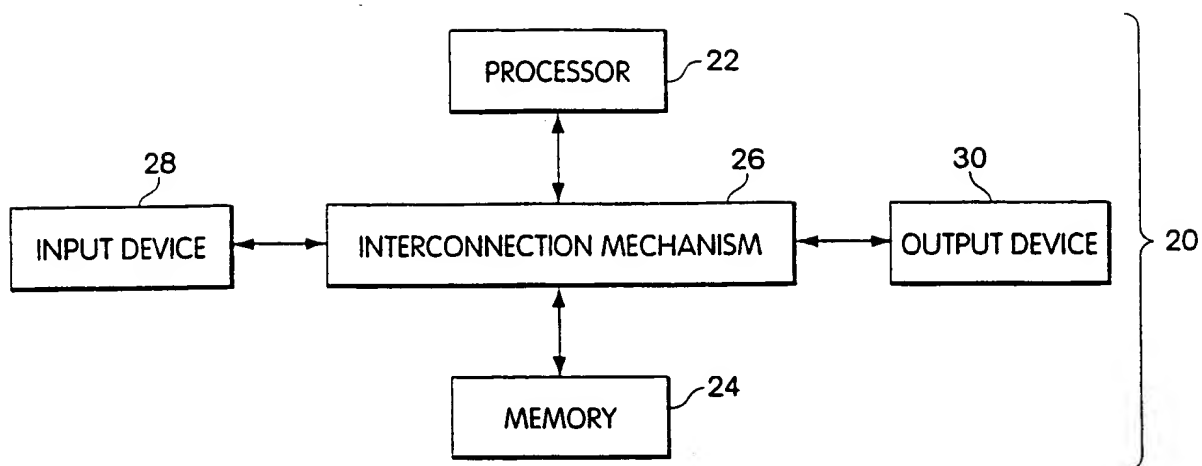 PROCESSOR
22
28
26
30
INPUT DEVICE
INTERCONNECTION MECHANISM
OUTPUT DEVICE
20
MEMORY
24